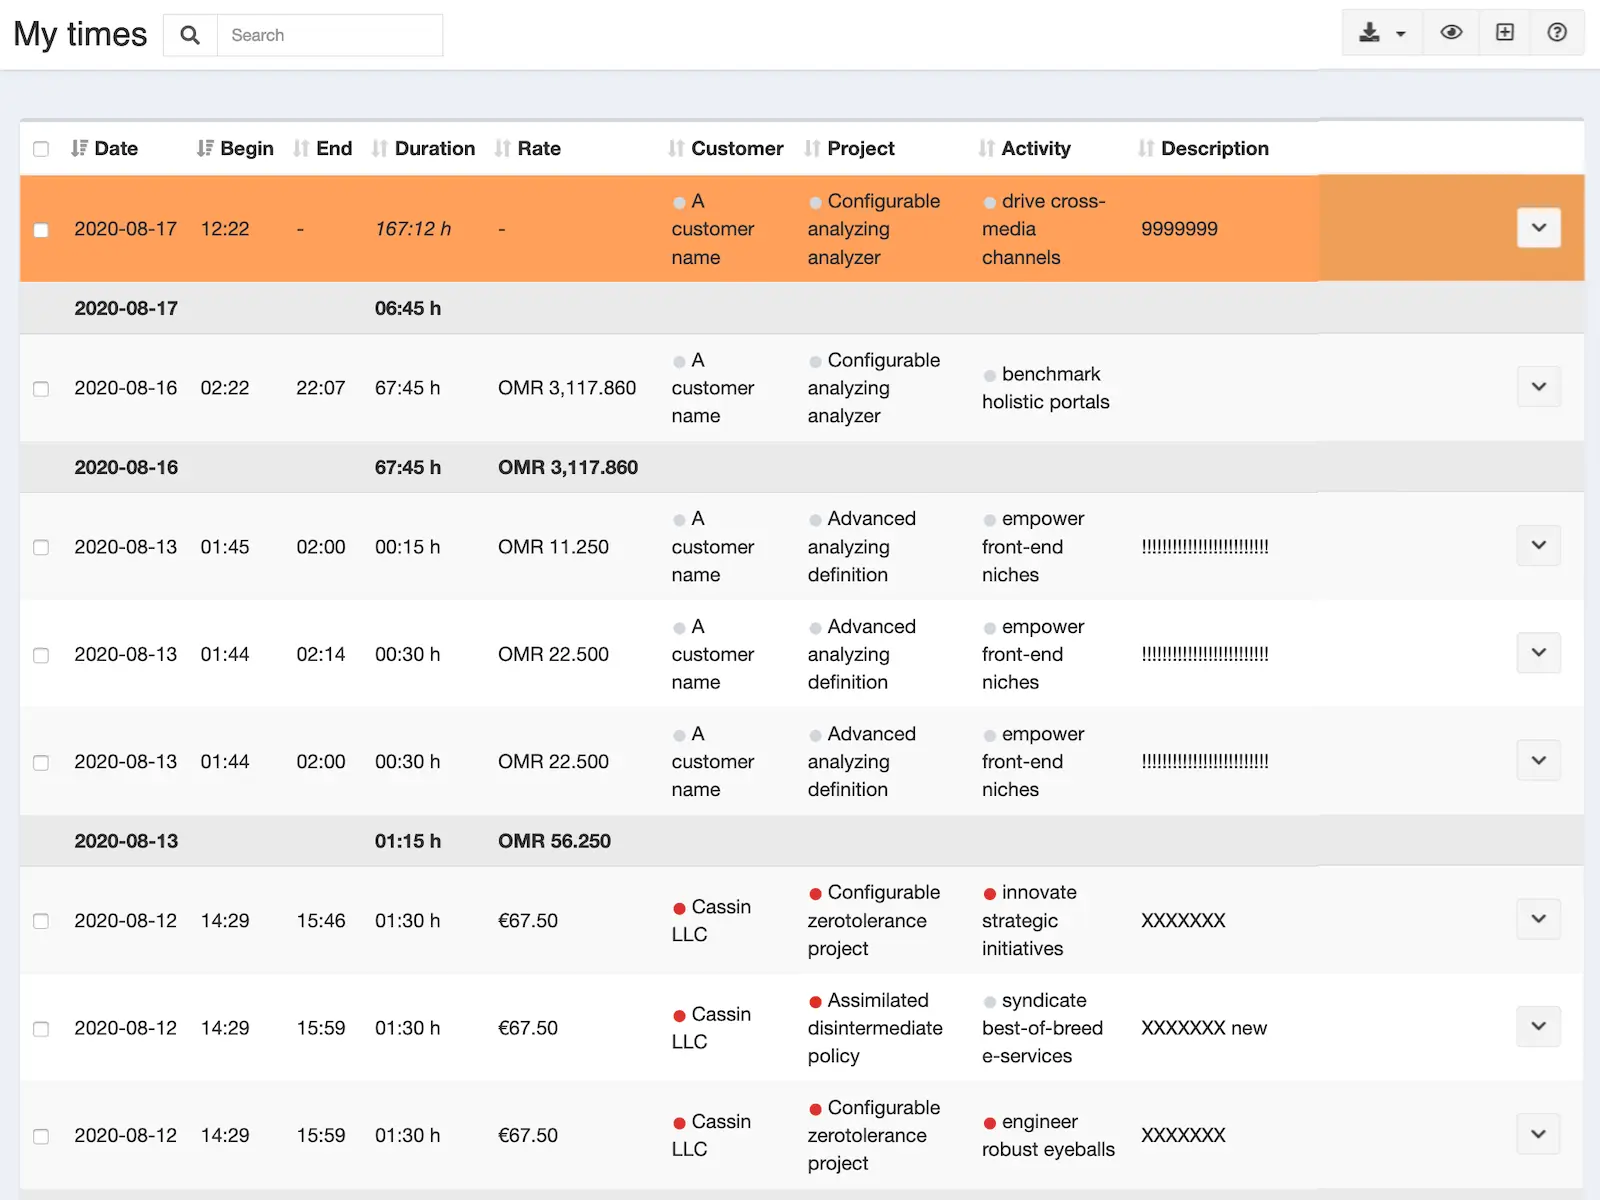 My times Search
Date Begin End Duration Rate Customer Project Activity Description
2020-08-17 12:22 - 167:12 h - A customer name Configurable analyzing analyzer drive cross-media channels 9999999
2020-08-17 06:45 h
2020-08-16 02:22 22:07 67:45 h OMR 3,117.860 A customer name Configurable analyzing analyzer benchmark holistic portals
2020-08-16 67:45 h OMR 3,117.860
2020-08-13 01:45 02:00 00:15 h OMR 11.250 A customer name Advanced analyzing definition empower front-end niches !!!!!!!!!!!!!!!!!!!!!!!!!
2020-08-13 01:44 02:14 00:30 h OMR 22.500 A customer name Advanced analyzing definition empower front-end niches !!!!!!!!!!!!!!!!!!!!!!!!!
2020-08-13 01:44 02:00 00:30 h OMR 22.500 A customer name Advanced analyzing definition empower front-end niches !!!!!!!!!!!!!!!!!!!!!!!!!
2020-08-13 01:15 h OMR 56.250
2020-08-12 14:29 15:46 01:30 h €67.50 Cassin LLC Configurable zerotolerance project innovate strategic initiatives XXXXXXX
2020-08-12 14:29 15:59 01:30 h €67.50 Cassin LLC Assimilated disintermediate policy syndicate best-of-breed e-services XXXXXXX new
2020-08-12 14:29 15:59 01:30 h €67.50 Cassin LLC Configurable zerotolerance project engineer robust eyeballs XXXXXXX